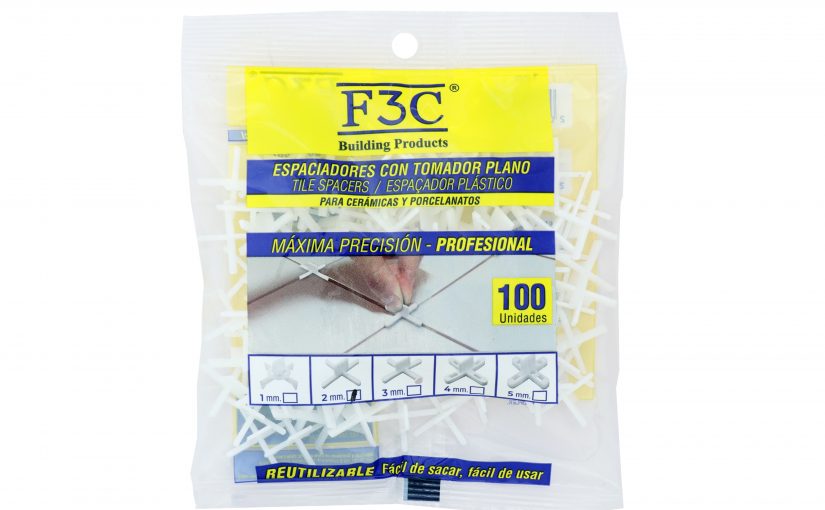 F3C®
Building Products
ESPACIADORES CON TOMADOR PLANO
TILE SPACERS / ESPAÇADOR PLÁSTICO
PARA CERÁMICAS Y PORCELANATOS
MÁXIMA PRECISIÓN - PROFESIONAL
100
Unidades
1 mm. 2 mm. 3 mm. 4 mm. 5 mm.
REUTILIZABLE Fácil de sacar, fácil de usar